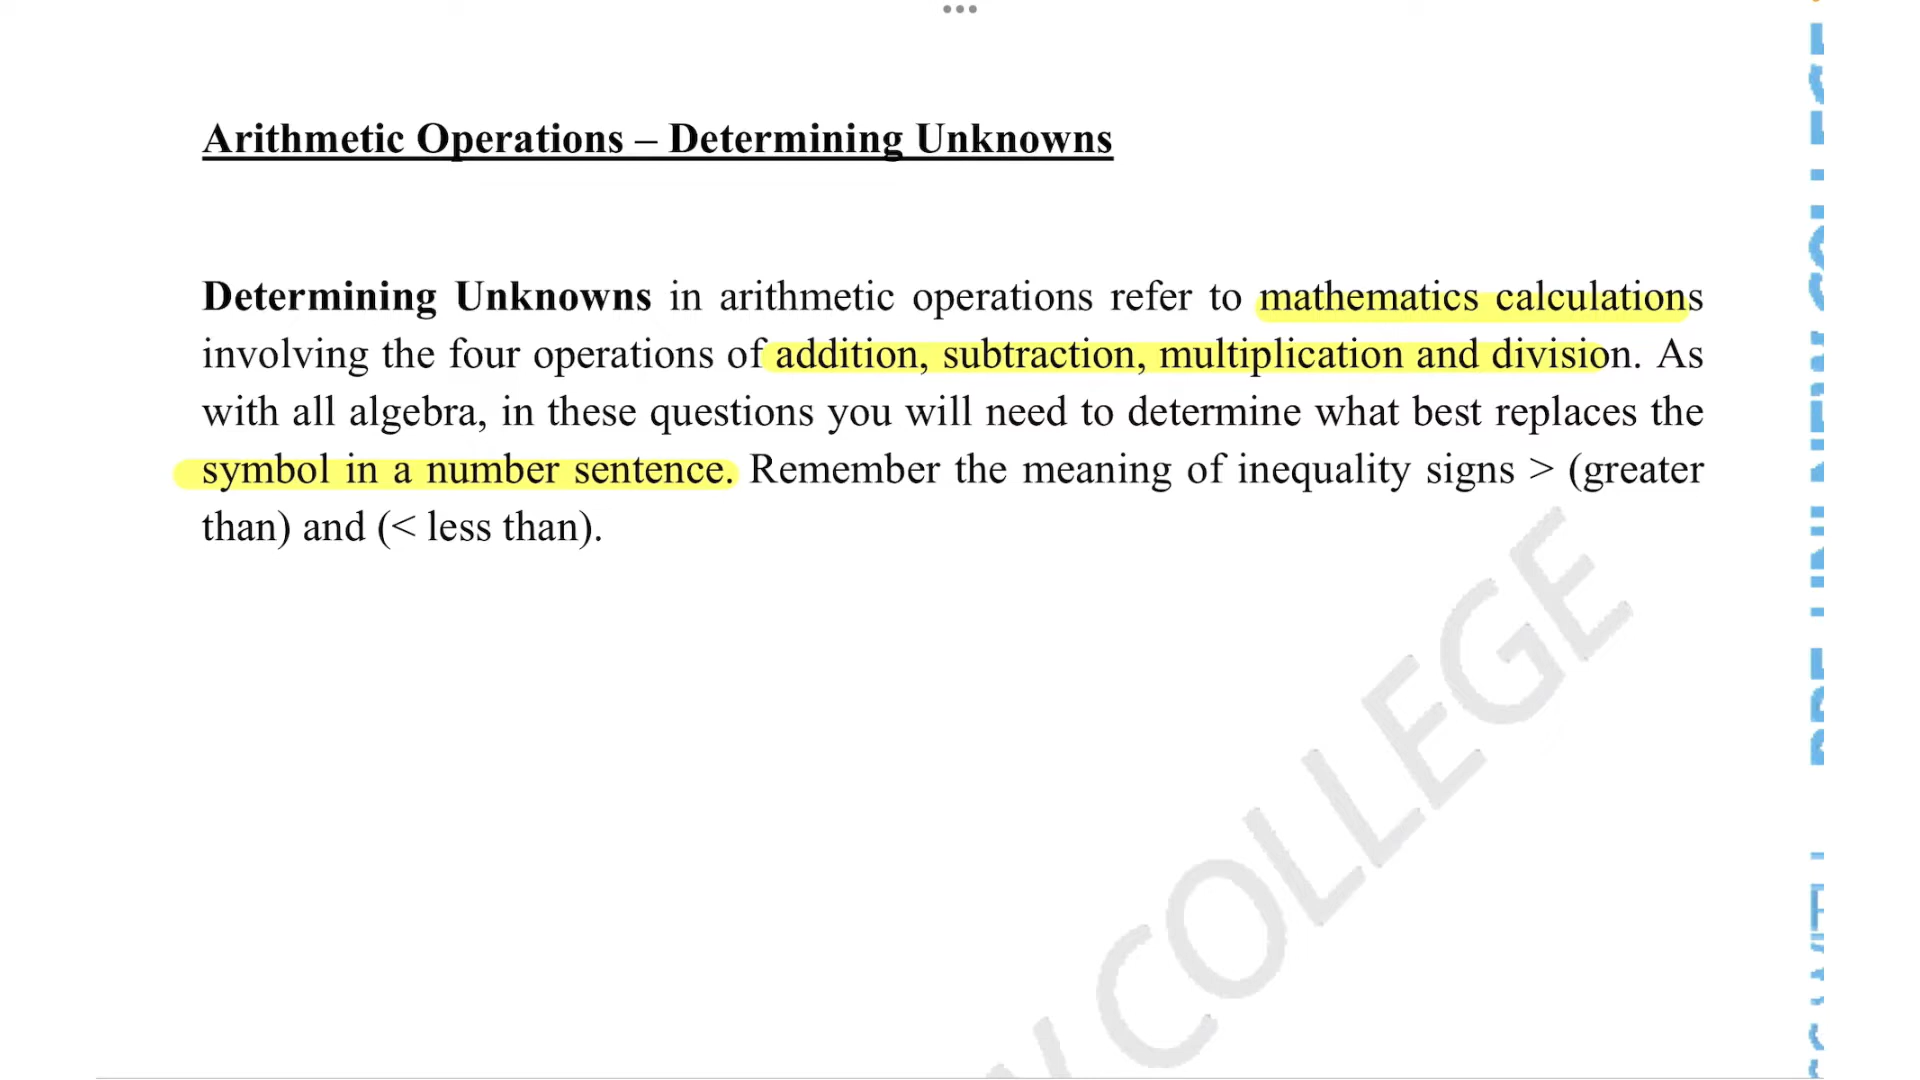 Arithmetic Operations – Determining Unknowns
Determining Unknowns in arithmetic operations refer to mathematics calculations
involving the four operations of addition, subtraction, multiplication and division. As
with all algebra, in these questions you will need to determine what best replaces the
symbol in a number sentence. Remember the meaning of inequality signs > (greater
than) and (< less than).
COLLEGE